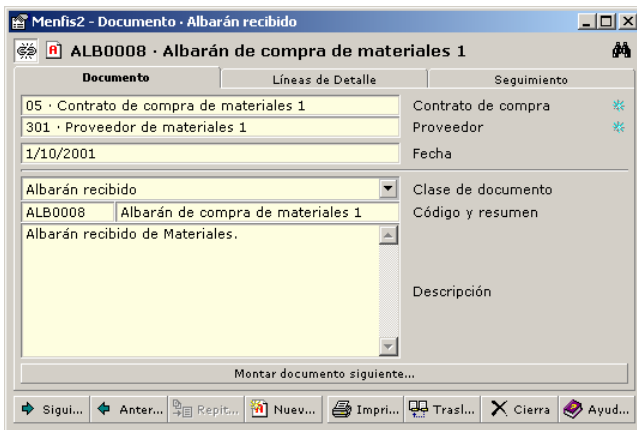 Menfis2 - Documento · Albarán recibido
ALB0008 · Albarán de compra de materiales 1
Documento Líneas de Detalle Seguimiento
05 · Contrato de compra de materiales 1 Contrato de compra
301 · Proveedor de materiales 1 Proveedor
1/10/2001 Fecha
Albarán recibido Clase de documento
ALB0008 Albarán de compra de materiales 1 Código y resumen
Albarán recibido de Materiales.
Descripción
Montar documento siguiente...
Sigui... Anter... Repit... Nuev... Impri... Trasl... Cierra Ayud...